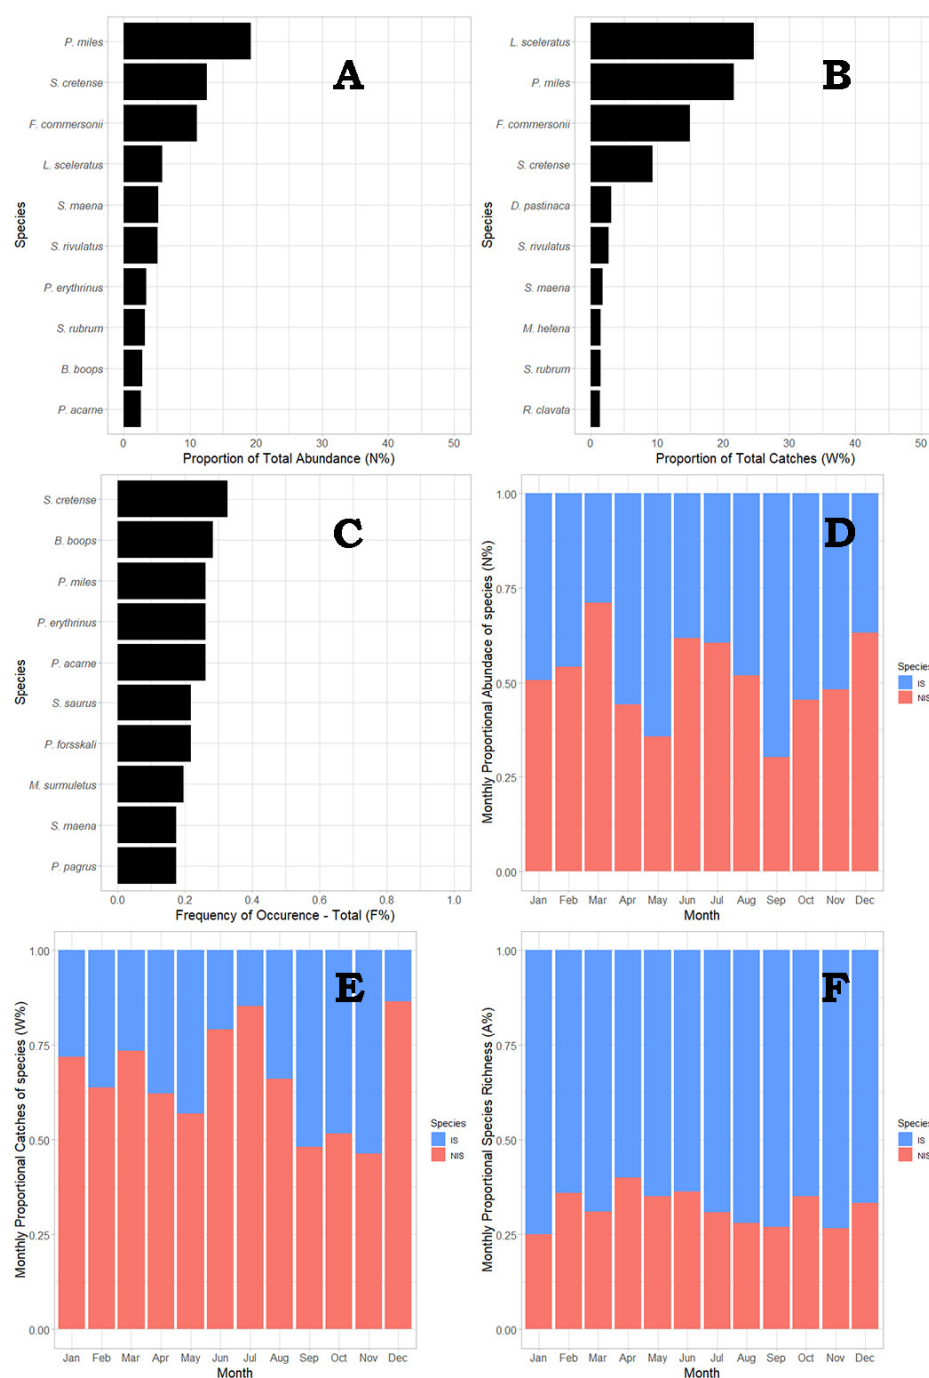 A
P. miles
S. cretense
F. commersonii
L. sceleratus
S. maena
S. rivulatus
P. erythrinus
S. rubrum
B. boops
P. acarne
Species
0 10 20 30 40 50
Proportion of Total Abundance (N%)
B
L. sceleratus
P. miles
F. commersonii
S. cretense
D. pastinaca
S. rivulatus
S. maena
M. helena
S. rubrum
R. clavata
Species
0 10 20 30 40 50
Proportion of Total Catches (W%)
C
S. cretense
B. boops
P. miles
P. erythrinus
P. acarne
S. saurus
P. forsskali
M. surmuletus
S. maena
P. pagrus
Species
0.0 0.2 0.4 0.6 0.8 1.0
Frequency of Occurence - Total (F%)
D
1.00
0.75
0.50
0.25
0.00
Monthly Proportional Abundace of species (N%)
Jan Feb Mar Apr May Jun Jul Aug Sep Oct Nov Dec
Month
Species
IS
NIS
E
1.00
0.75
0.50
0.25
0.00
Monthly Proportional Catches of species (W%)
Jan Feb Mar Apr May Jun Jul Aug Sep Oct Nov Dec
Month
Species
IS
NIS
F
1.00
0.75
0.50
0.25
0.00
Monthly Proportional Species Richness (A%)
Jan Feb Mar Apr May Jun Jul Aug Sep Oct Nov Dec
Month
Species
IS
NIS